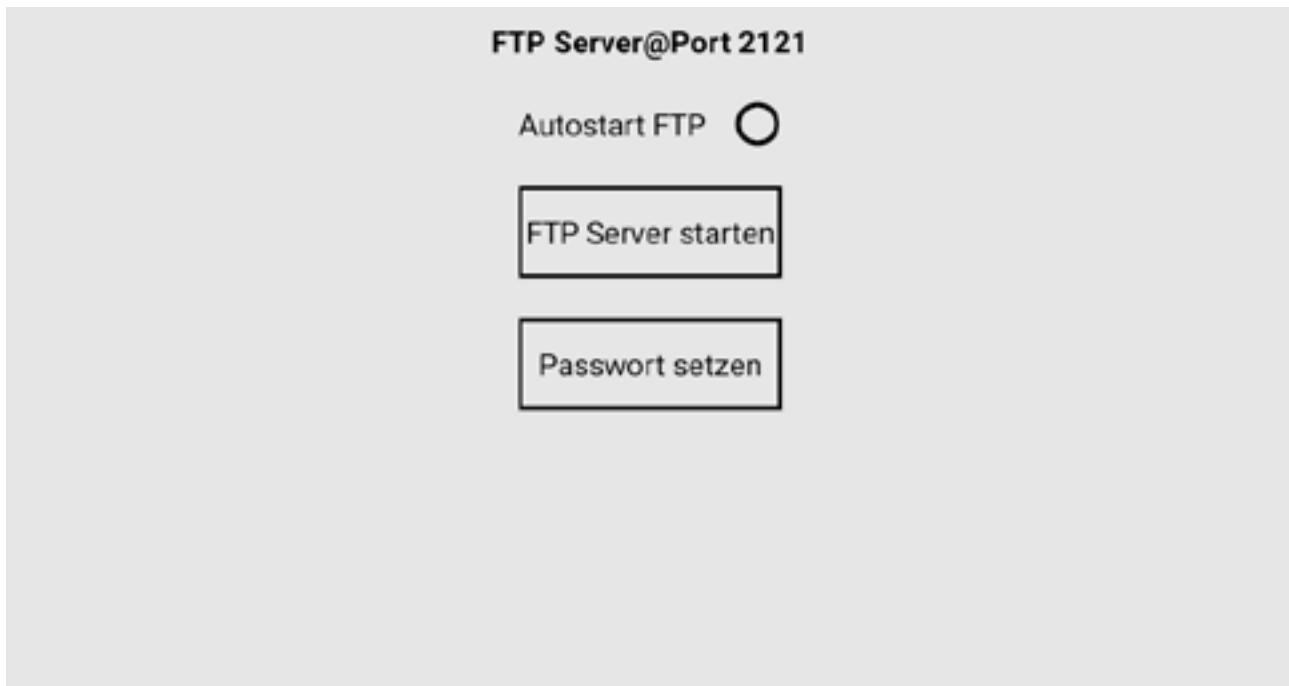 FTP Server@Port 2121
Autostart FTP
FTP Server starten
Passwort setzen